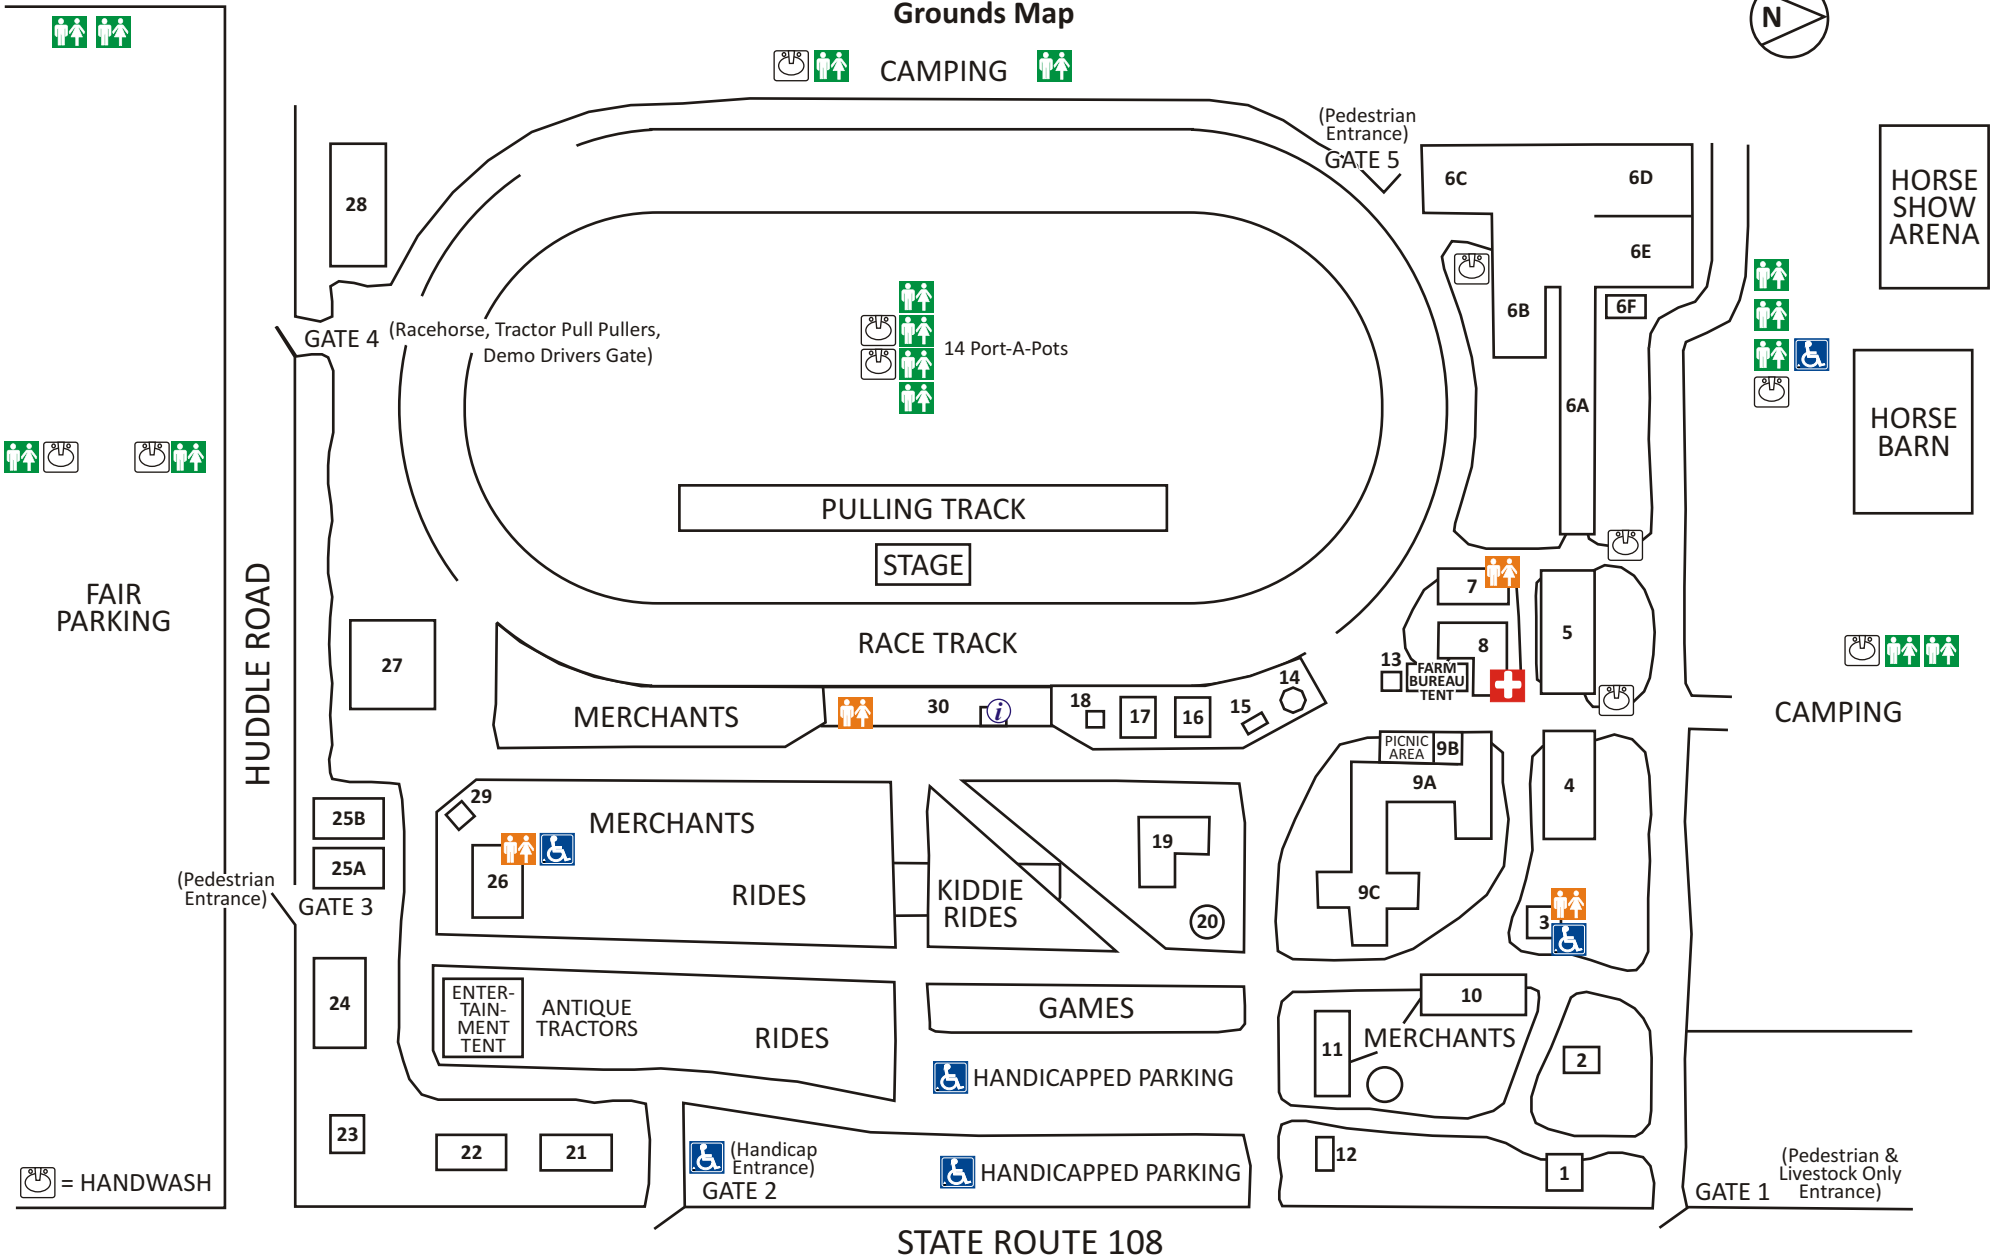 Grounds Map
N
CAMPING
(Pedestrian
Entrance)
GATE 5
6C
6D
HORSE
SHOW
ARENA
28
6E
6B
6F
GATE 4
(Racehorse, Tractor Pull Pullers,
Demo Drivers Gate)
14 Port-A-Pots
6A
HORSE
BARN
PULLING TRACK
STAGE
FAIR
PARKING
HUDDLE ROAD
7
5
8
RACE TRACK
27
13
FARM
BUREAU
TENT
14
MERCHANTS
30
i
18
17
16
15
CAMPING
PICNIC
AREA
9B
9A
4
29
MERCHANTS
25B
19
25A
26
RIDES
KIDDIE
RIDES
9C
(Pedestrian
Entrance)
GATE 3
20
3
24
ENTER-
TAIN-
MENT
TENT
ANTIQUE
TRACTORS
RIDES
GAMES
10
MERCHANTS
11
2
HANDICAPPED PARKING
23
22
21
(Handicap
Entrance)
GATE 2
HANDICAPPED PARKING
12
1
(Pedestrian &
Livestock Only
Entrance)
GATE 1
= HANDWASH
STATE ROUTE 108